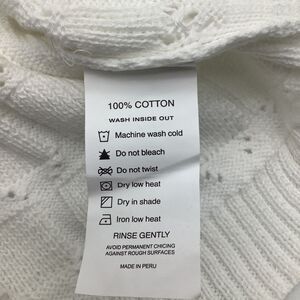 100% COTTON
WASH INSIDE OUT
Machine wash cold
Do not bleach
Do not twist
Dry low heat
Dry in shade
Iron low heat
RINSE GENTLY
AVOID PERMANENT CHICING
AGAINST ROUGH SURFACES
MADE IN PERU